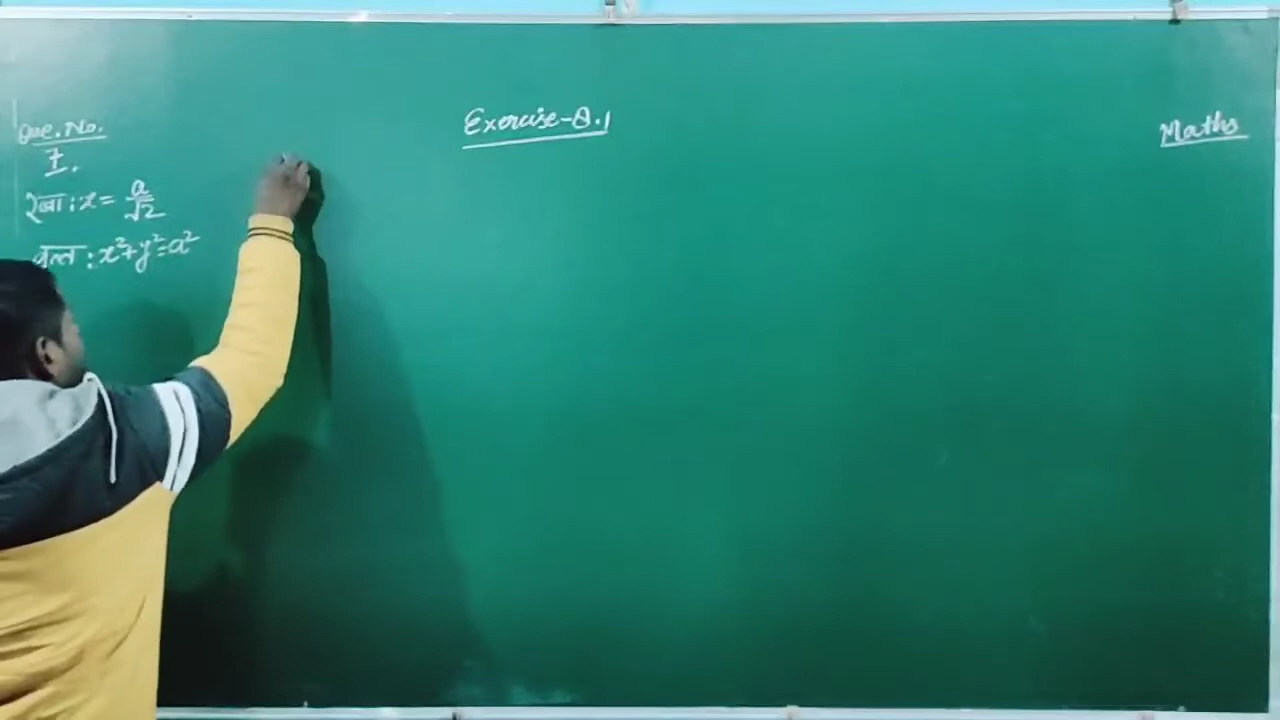 Exercise-8.1
Maths
Que. No.
7.
रेखा : x = a/√2
वृत्त : x²+y²=a²